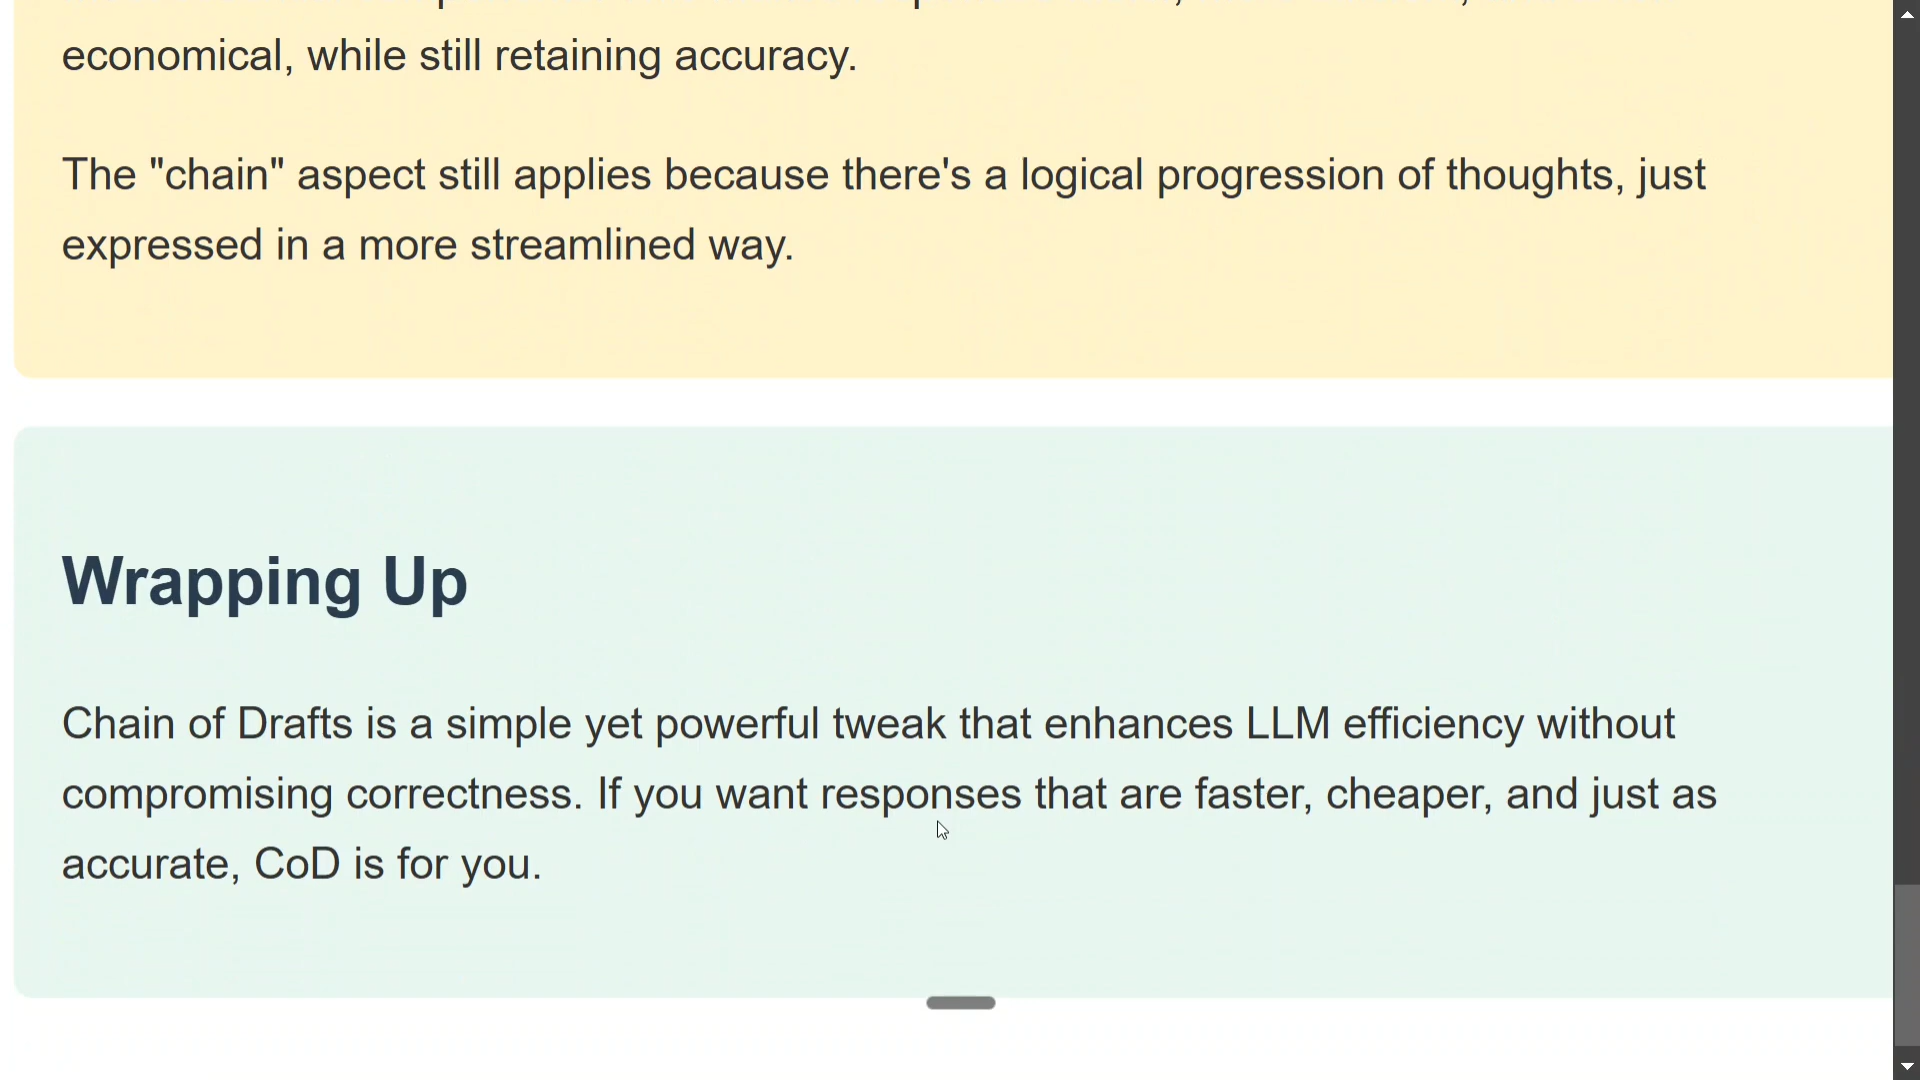 economical, while still retaining accuracy.
The "chain" aspect still applies because there's a logical progression of thoughts, just
expressed in a more streamlined way.
Wrapping Up
Chain of Drafts is a simple yet powerful tweak that enhances LLM efficiency without
compromising correctness. If you want responses that are faster, cheaper, and just as
accurate, CoD is for you.